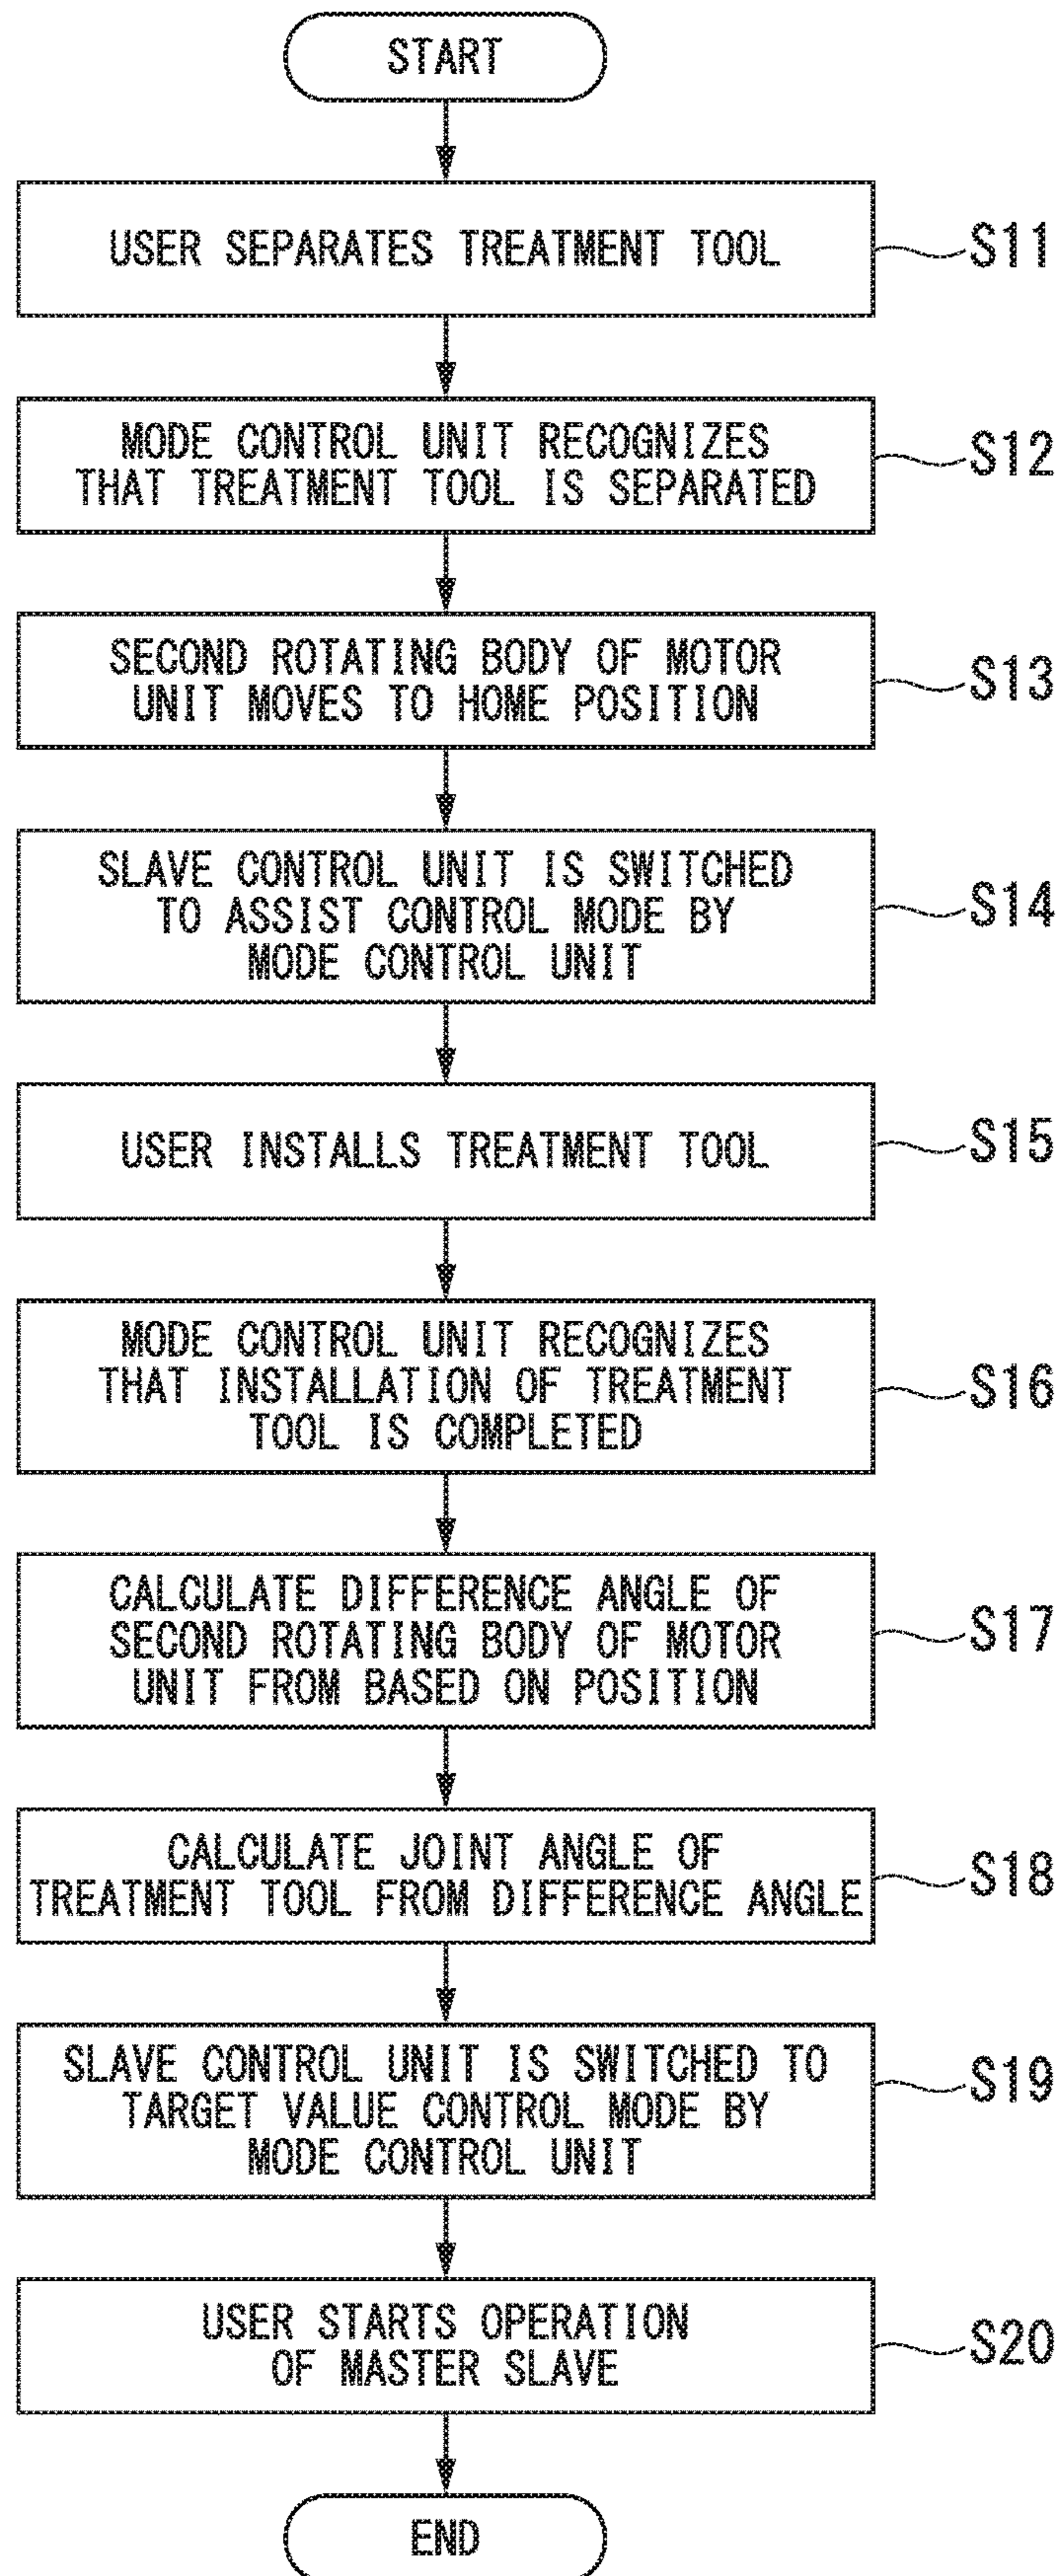 START
USER SEPARATES TREATMENT TOOL
S11
MODE CONTROL UNIT RECOGNIZES
THAT TREATMENT TOOL IS SEPARATED
S12
SECOND ROTATING BODY OF MOTOR
UNIT MOVES TO HOME POSITION
S13
SLAVE CONTROL UNIT IS SWITCHED
TO ASSIST CONTROL MODE BY
MODE CONTROL UNIT
S14
USER INSTALLS TREATMENT TOOL
S15
MODE CONTROL UNIT RECOGNIZES
THAT INSTALLATION OF TREATMENT
TOOL IS COMPLETED
S16
CALCULATE DIFFERENCE ANGLE OF
SECOND ROTATING BODY OF MOTOR
UNIT FROM BASED ON POSITION
S17
CALCULATE JOINT ANGLE OF
TREATMENT TOOL FROM DIFFERENCE ANGLE
S18
SLAVE CONTROL UNIT IS SWITCHED TO
TARGET VALUE CONTROL MODE BY
MODE CONTROL UNIT
S19
USER STARTS OPERATION
OF MASTER SLAVE
S20
END